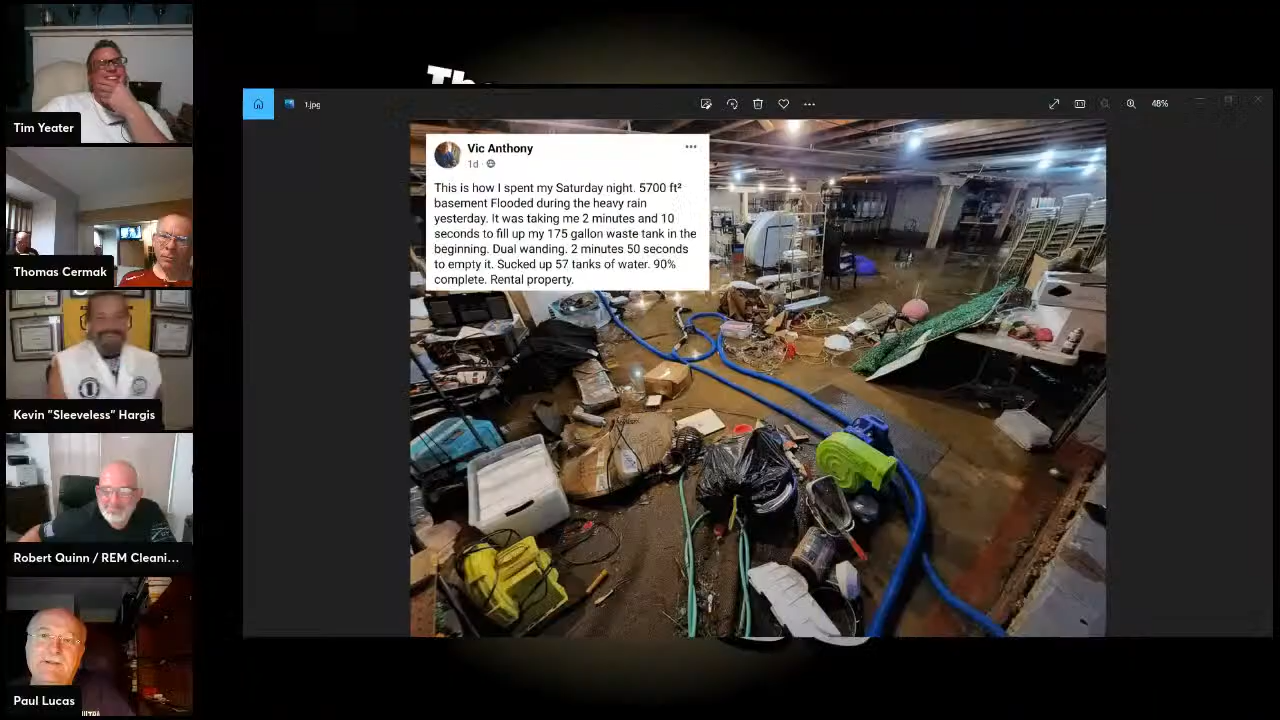 Tim Yeater
Thomas Cermak
Kevin "Sleeveless" Hargis
Robert Quinn / REM Cleani...
Paul Lucas
The
1.jpg
48%
Vic Anthony
1d
This is how I spent my Saturday night. 5700 ft²
basement Flooded during the heavy rain
yesterday. It was taking me 2 minutes and 10
seconds to fill up my 175 gallon waste tank in the
beginning. Dual wanding. 2 minutes 50 seconds
to empty it. Sucked up 57 tanks of water. 90%
complete. Rental property.